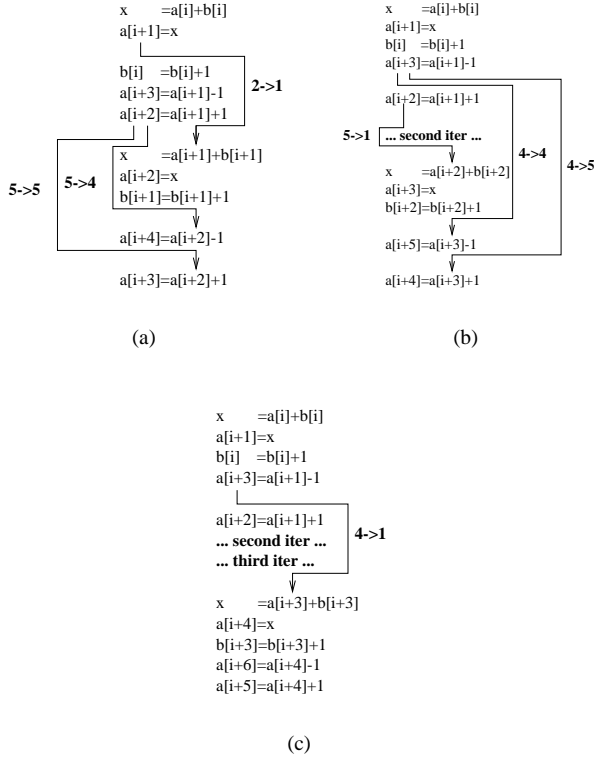 x =a[i]+b[i]
a[i+1]=x
b[i] =b[i]+1
a[i+3]=a[i+1]-1
a[i+2]=a[i+1]+1
2->1
x =a[i+1]+b[i+1]
a[i+2]=x
b[i+1]=b[i+1]+1
5->5
5->4
a[i+4]=a[i+2]-1
a[i+3]=a[i+2]+1
(a)
x =a[i]+b[i]
a[i+1]=x
b[i] =b[i]+1
a[i+3]=a[i+1]-1
a[i+2]=a[i+1]+1
5->1
... second iter ...
4->4
4->5
x =a[i+2]+b[i+2]
a[i+3]=x
b[i+2]=b[i+2]+1
a[i+5]=a[i+3]-1
a[i+4]=a[i+3]+1
(b)
x =a[i]+b[i]
a[i+1]=x
b[i] =b[i]+1
a[i+3]=a[i+1]-1
a[i+2]=a[i+1]+1
4->1
... second iter ...
... third iter ...
x =a[i+3]+b[i+3]
a[i+4]=x
b[i+3]=b[i+3]+1
a[i+6]=a[i+4]-1
a[i+5]=a[i+4]+1
(c)